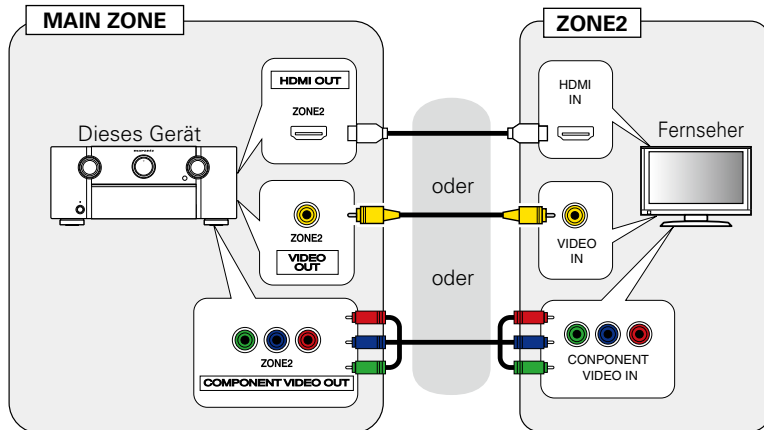 MAIN ZONE
ZONE2
HDMI OUT
ZONE2
HDMI
IN
Dieses Gerät
Fernseher
oder
ZONE2
VIDEO
OUT
VIDEO
IN
oder
ZONE2
COMPONENT VIDEO OUT
COMPONENT
VIDEO IN